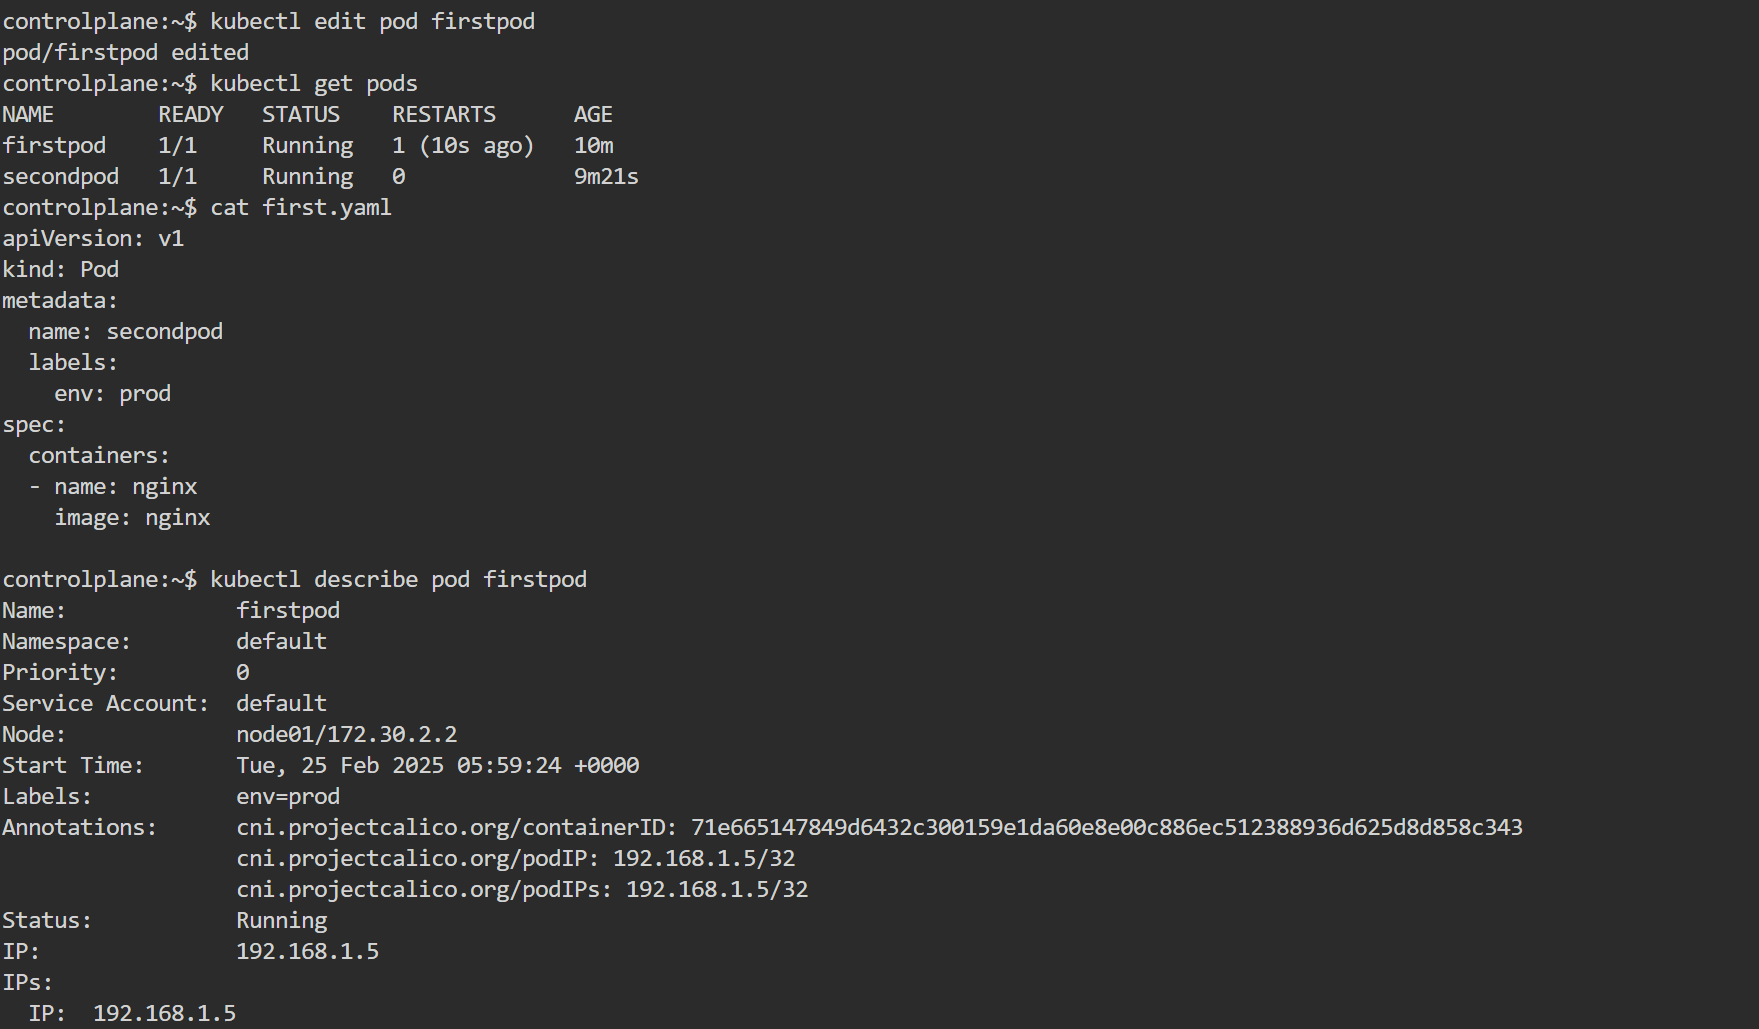 controlplane:~$ kubectl edit pod firstpod
pod/firstpod edited
controlplane:~$ kubectl get pods
NAME        READY   STATUS    RESTARTS      AGE
firstpod    1/1     Running   1 (10s ago)   10m
secondpod   1/1     Running   0             9m21s
controlplane:~$ cat first.yaml
apiVersion: v1
kind: Pod
metadata:
  name: secondpod
  labels:
    env: prod
spec:
  containers:
  - name: nginx
    image: nginx

controlplane:~$ kubectl describe pod firstpod
Name:             firstpod
Namespace:        default
Priority:         0
Service Account:  default
Node:             node01/172.30.2.2
Start Time:       Tue, 25 Feb 2025 05:59:24 +0000
Labels:           env=prod
Annotations:      cni.projectcalico.org/containerID: 71e665147849d6432c300159e1da60e8e00c886ec512388936d625d8d858c343
                  cni.projectcalico.org/podIP: 192.168.1.5/32
                  cni.projectcalico.org/podIPs: 192.168.1.5/32
Status:           Running
IP:               192.168.1.5
IPs:
  IP:  192.168.1.5